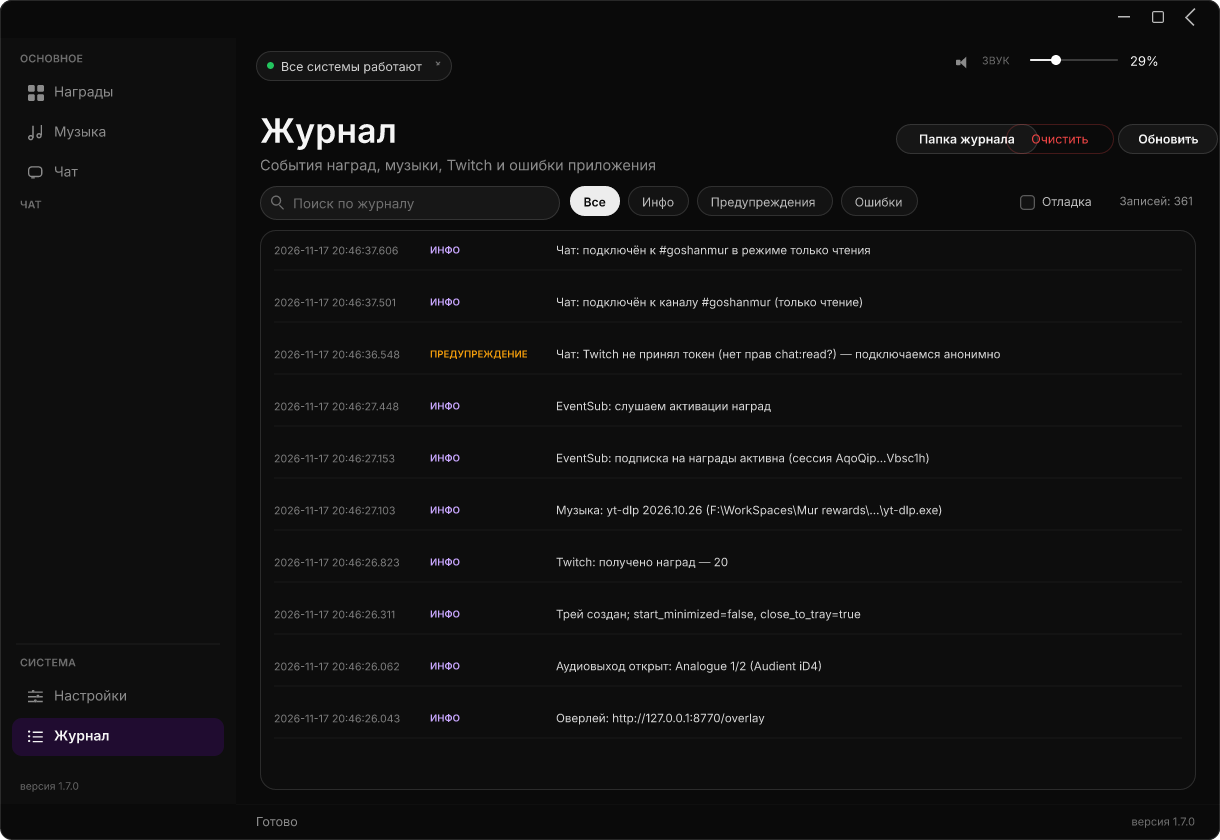 ОСНОВНОЕ
Награды
Музыка
Чат
ЧАТ
СИСТЕМА
Настройки
Журнал
версия 1.7.0
Все системы работают
ЗВУК
29%
Журнал
События наград, музыки, Twitch и ошибки приложения
Папка журнала
Очистить
Обновить
Поиск по журналу
Все
Инфо
Предупреждения
Ошибки
Отладка
Записей: 361
2026-11-17 20:46:37.606 ИНФО Чат: подключён к #goshanmur в режиме только чтения
2026-11-17 20:46:37.501 ИНФО Чат: подключён к каналу #goshanmur (только чтение)
2026-11-17 20:46:36.548 ПРЕДУПРЕЖДЕНИЕ Чат: Twitch не принял токен (нет прав chat:read?) — подключаемся анонимно
2026-11-17 20:46:27.448 ИНФО EventSub: слушаем активации наград
2026-11-17 20:46:27.153 ИНФО EventSub: подписка на награды активна (сессия AqoQip...Vbsc1h)
2026-11-17 20:46:27.103 ИНФО Музыка: yt-dlp 2026.10.26 (F:\WorkSpaces\Mur rewards\...\yt-dlp.exe)
2026-11-17 20:46:26.823 ИНФО Twitch: получено наград — 20
2026-11-17 20:46:26.311 ИНФО Трей создан; start_minimized=false, close_to_tray=true
2026-11-17 20:46:26.062 ИНФО Аудиовыход открыт: Analogue 1/2 (Audient iD4)
2026-11-17 20:46:26.043 ИНФО Оверлей: http://127.0.0.1:8770/overlay
Готово
версия 1.7.0